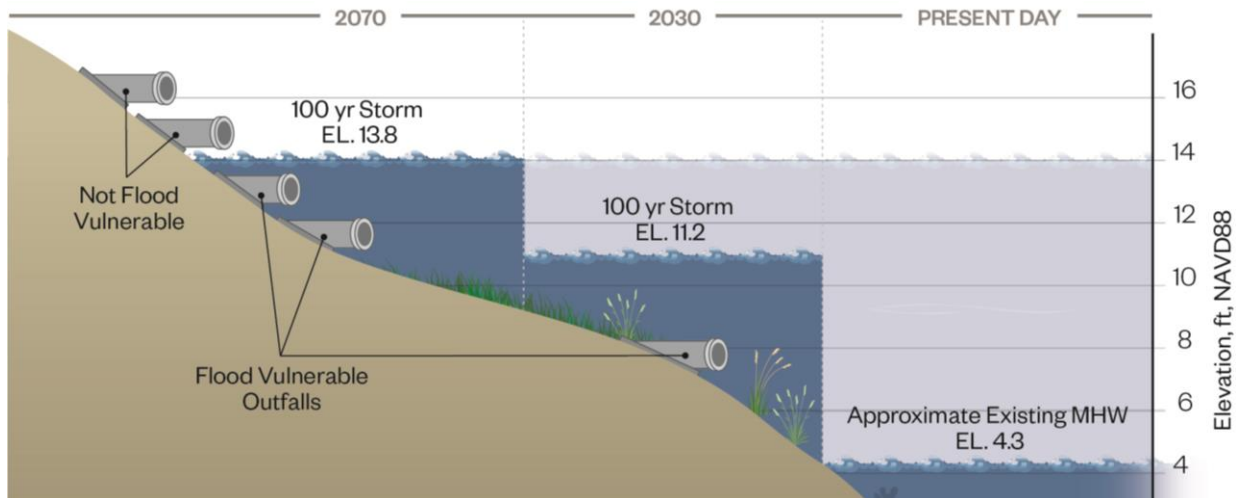 2070
2030
PRESENT DAY
100 yr Storm
EL. 13.8
Not Flood
Vulnerable
100 yr Storm
EL. 11.2
Flood Vulnerable
Outfalls
Approximate Existing MHW
EL. 4.3
16
14
12
10
8
6
4
Elevation, ft, NAVD88